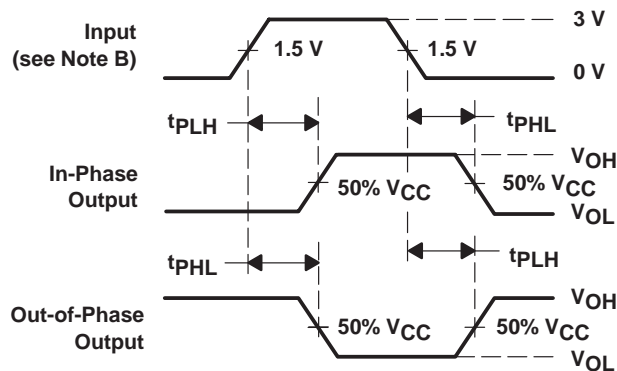 Input
(see Note B)
1.5 V
1.5 V
3 V
0 V
tPLH
tPHL
In-Phase
Output
50% VCC
50% VCC
VOH
VOL
tPHL
tPLH
Out-of-Phase
Output
50% VCC
50% VCC
VOH
VOL